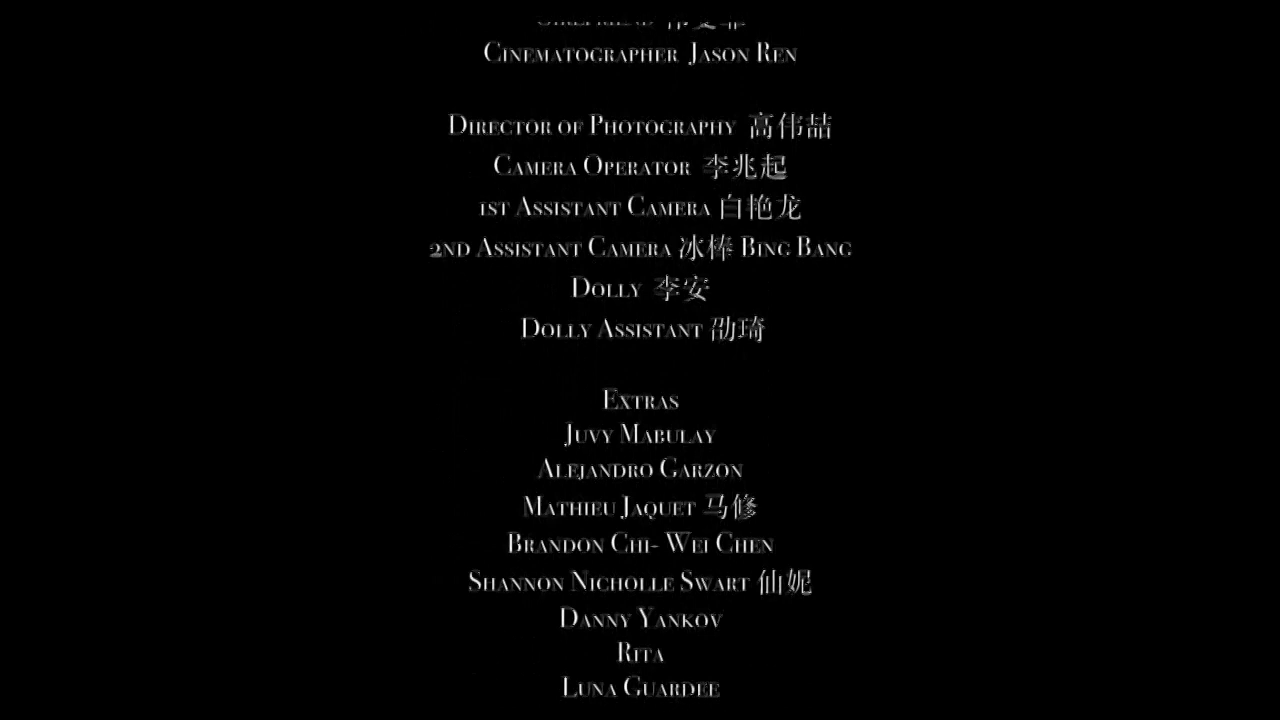 Cinematographer Jason Ren
Director of Photography 高伟喆
Camera Operator 李兆起
1st Assistant Camera 白艳龙
2nd Assistant Camera 冰棒 Bing Bang
Dolly 李安
Dolly Assistant 劭琦
Extras
Juvy Mabulay
Alejandro Garzon
Mathieu Jaquet 马修
Brandon Chi- Wei Chen
Shannon Nicholle Swart 仙妮
Danny Yankov
Rita
Luna Guardee